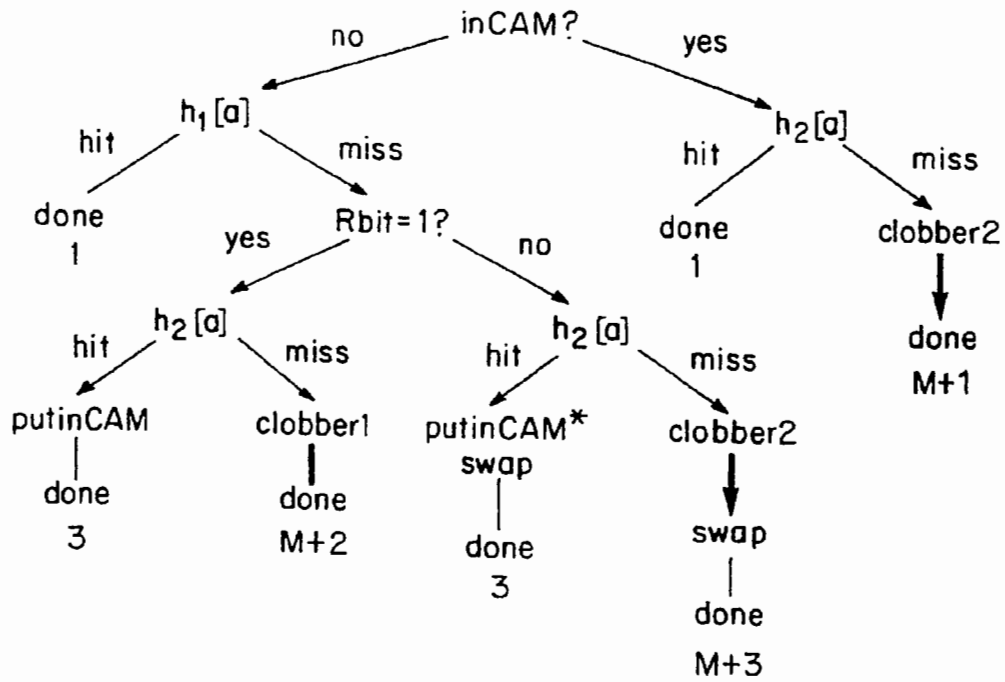 inCAM?
no
yes
h₁[a]
h₂[a]
hit
miss
hit
miss
done
1
Rbit=1?
done
1
clobber2
yes
no
h₂[a]
h₂[a]
done
M+1
hit
miss
hit
miss
putinCAM
clobber1
putinCAM*
swap
clobber2
done
3
done
M+2
swap
done
3
done
M+3